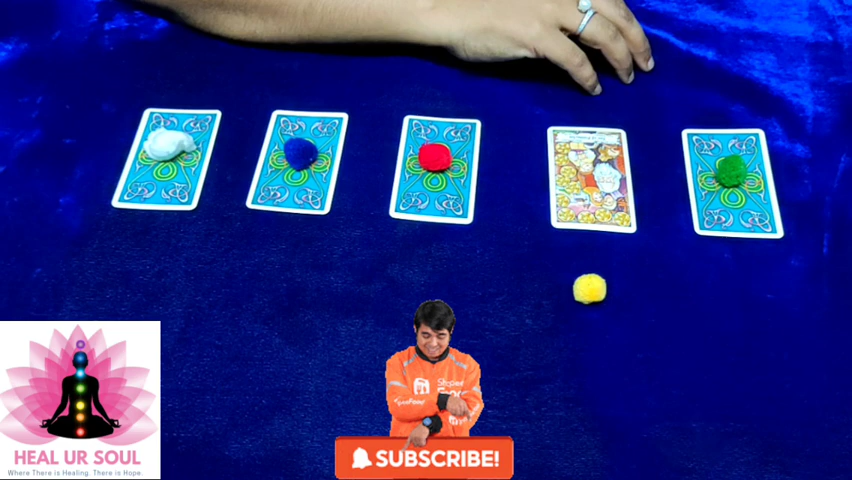 HEAL UR SOUL
Where There is Healing. There is Hope.
SUBSCRIBE!